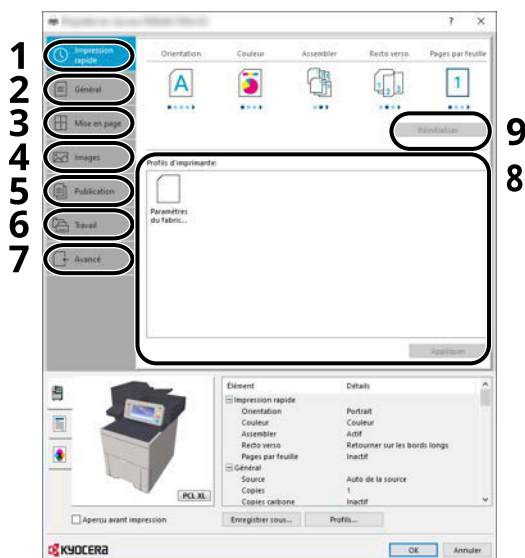 ? ×
1 Impression rapide
2 Général
3 Mise en page
4 Images
5 Publication
6 Travail
7 Avancé
Orientation Couleur Assembler Recto verso Pages par feuille
A 1 2 3 1
Réinitialiser 9
8
Profils d'imprimante:
Paramètres
du fabric...
Appliquer
Élément Détails
Impression rapide
Orientation Portrait
Couleur Couleur
Assembler Actif
Recto verso Retourner sur les bords longs
Pages par feuille Inactif
Général
Source Auto de la source
Copies 1
Copies carbone Inactif
PCL XL
Aperçu avant impression Enregistrer sous... Profils...
KYOCERA OK Annuler